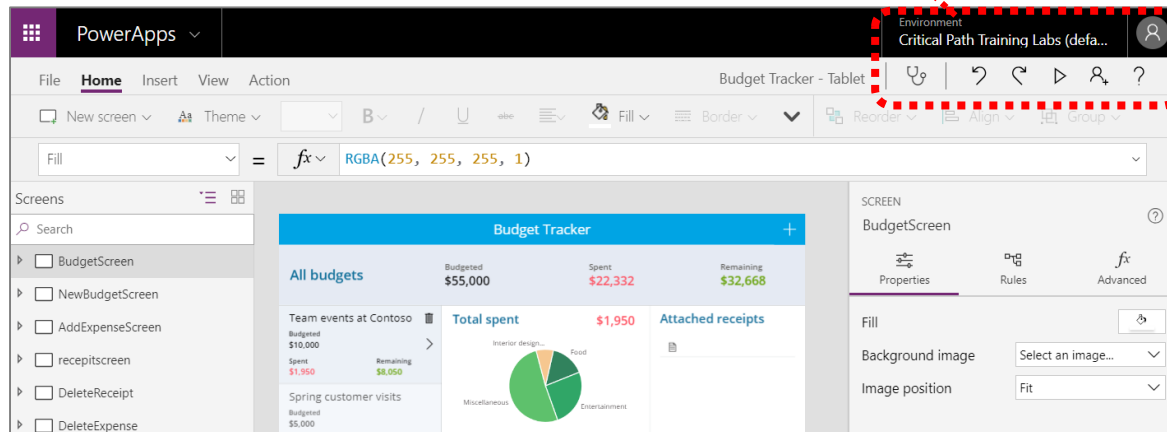 PowerApps
Environment
Critical Path Training Labs (defa...
File Home Insert View Action
Budget Tracker - Tablet
?
New screen
Aa Theme
B / U abc
Fill
Border
Reorder
Align
Group
Fill = fx RGBA(255, 255, 255, 1)
Screens
Search
BudgetScreen
NewBudgetScreen
AddExpenseScreen
recepitscreen
DeleteReceipt
DeleteExpense
Budget Tracker +
All budgets
Budgeted
$55,000
Spent
$22,332
Remaining
$32,668
Team events at Contoso
Budgeted
$10,000
Spent Remaining
$1,950 $8,050
Spring customer visits
Budgeted
$5,000
Total spent $1,950
Interior design...
Food
Miscellaneous
Entertainment
Attached receipts
SCREEN
BudgetScreen
?
Properties
Rules
fx
Advanced
Fill
Background image Select an image...
Image position Fit